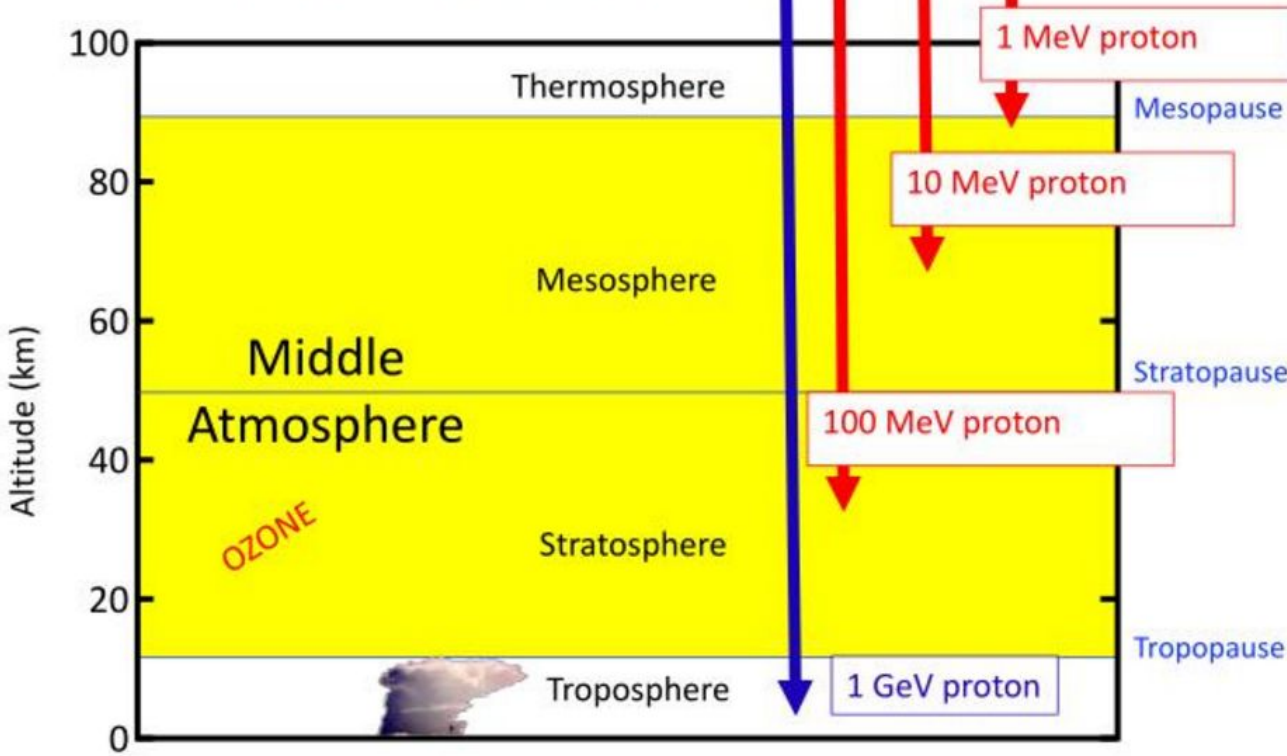 100
Thermosphere
1 MeV proton
Mesopause
80
10 MeV proton
Mesosphere
60
Middle
Stratopause
Atmosphere
100 MeV proton
40
Altitude (km)
OZONE
Stratosphere
20
Tropopause
Troposphere
1 GeV proton
0